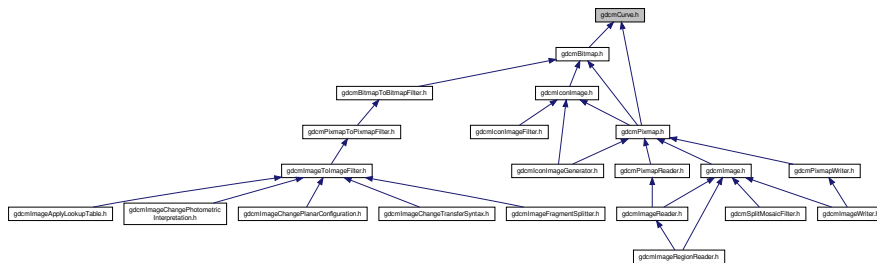 gdcmCurve.h
gdcmBitmap.h
gdcmBitmapToBitmapFilter.h
gdcmIconImage.h
gdcmPixmapToPixmapFilter.h
gdcmIconImageFilter.h
gdcmPixmap.h
gdcmImageToImageFilter.h
gdcmIconImageGenerator.h
gdcmPixmapReader.h
gdcmImage.h
gdcmPixmapWriter.h
gdcmImageApplyLookupTable.h
gdcmImageChangePhotometric
Interpretation.h
gdcmImageChangePlanarConfiguration.h
gdcmImageChangeTransferSyntax.h
gdcmImageFragmentSplitter.h
gdcmImageReader.h
gdcmSplitMosaicFilter.h
gdcmImageWriter.h
gdcmImageRegionReader.h